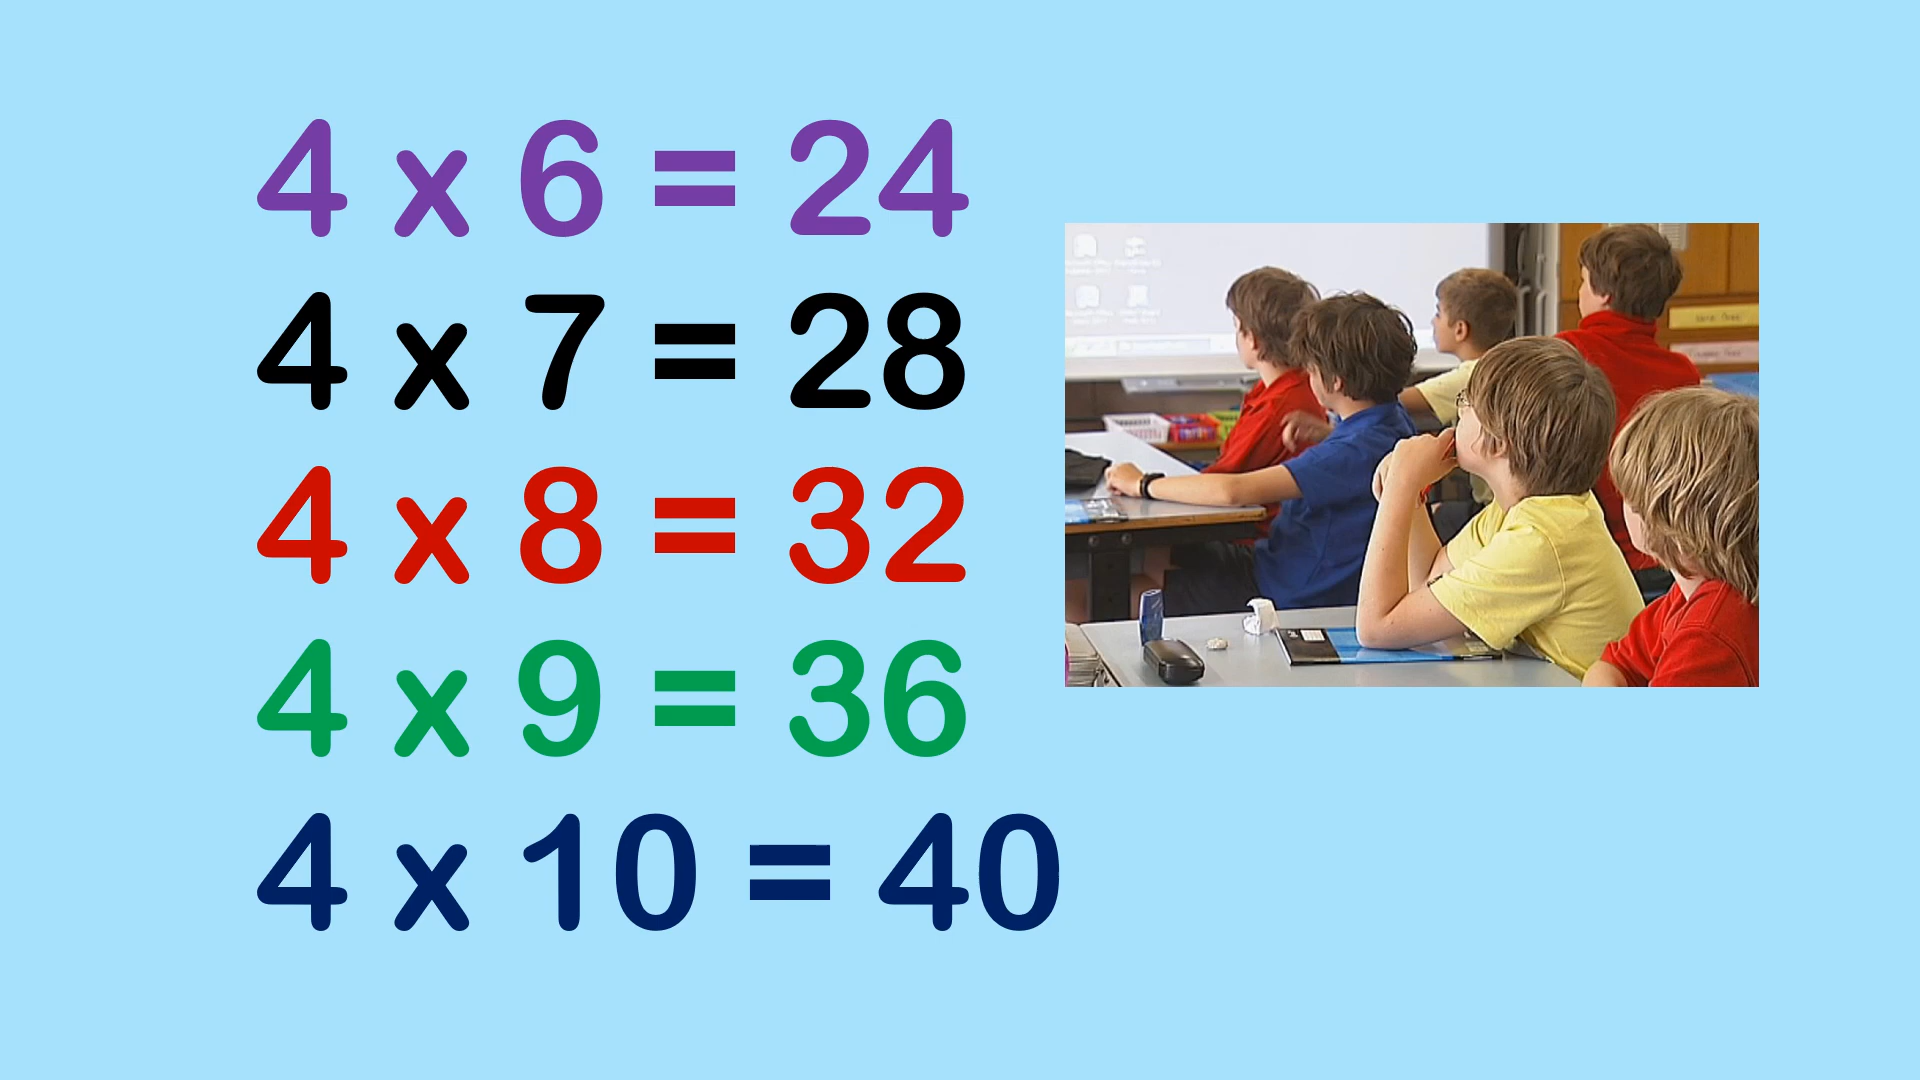 4 x 6 = 24
4 x 7 = 28
4 x 8 = 32
4 x 9 = 36
4 x 10 = 40